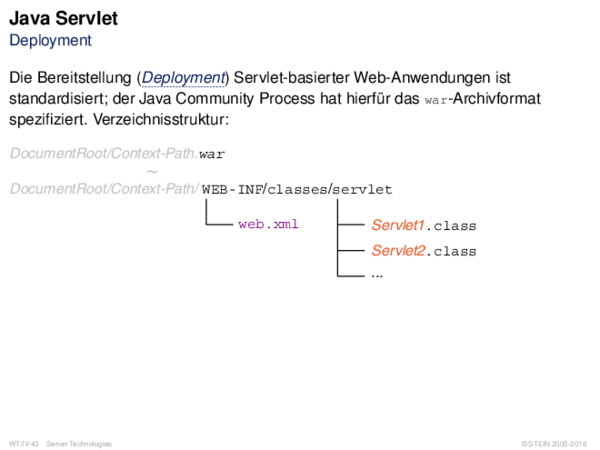 Java Servlet
Deployment
Die Bereitstellung (Deployment) Servlet-basierter Web-Anwendungen ist
standardisiert; der Java Community Process hat hierfür das war-Archivformat
spezifiziert. Verzeichnisstruktur:
DocumentRoot/Context-Path.war
~
DocumentRoot/Context-Path/WEB-INF/classes/servlet
web.xml Servlet1.class
Servlet2.class
...
WT:IV-43 Server Technologies © STEIN 2005-2018